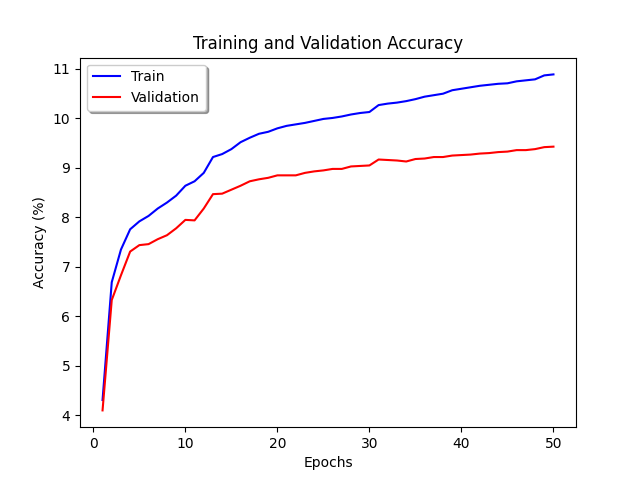 Training and Validation Accuracy
Train
Validation
11
10
9
8
7
6
5
4
Accuracy (%)
0 10 20 30 40 50
Epochs